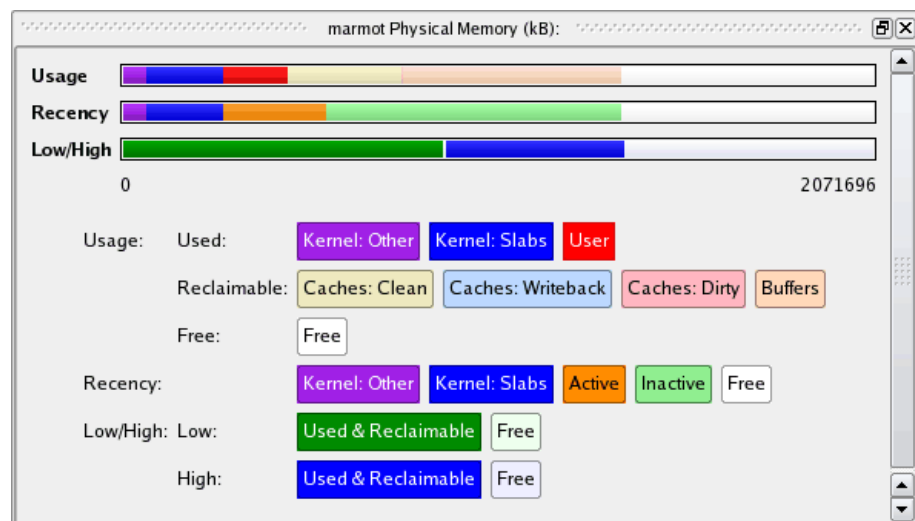 marmot Physical Memory (kB):
Usage
Recency
Low/High
0 2071696
Usage: Used: Kernel: Other Kernel: Slabs User
Reclaimable: Caches: Clean Caches: Writeback Caches: Dirty Buffers
Free: Free
Recency: Kernel: Other Kernel: Slabs Active Inactive Free
Low/High: Low: Used & Reclaimable Free
High: Used & Reclaimable Free